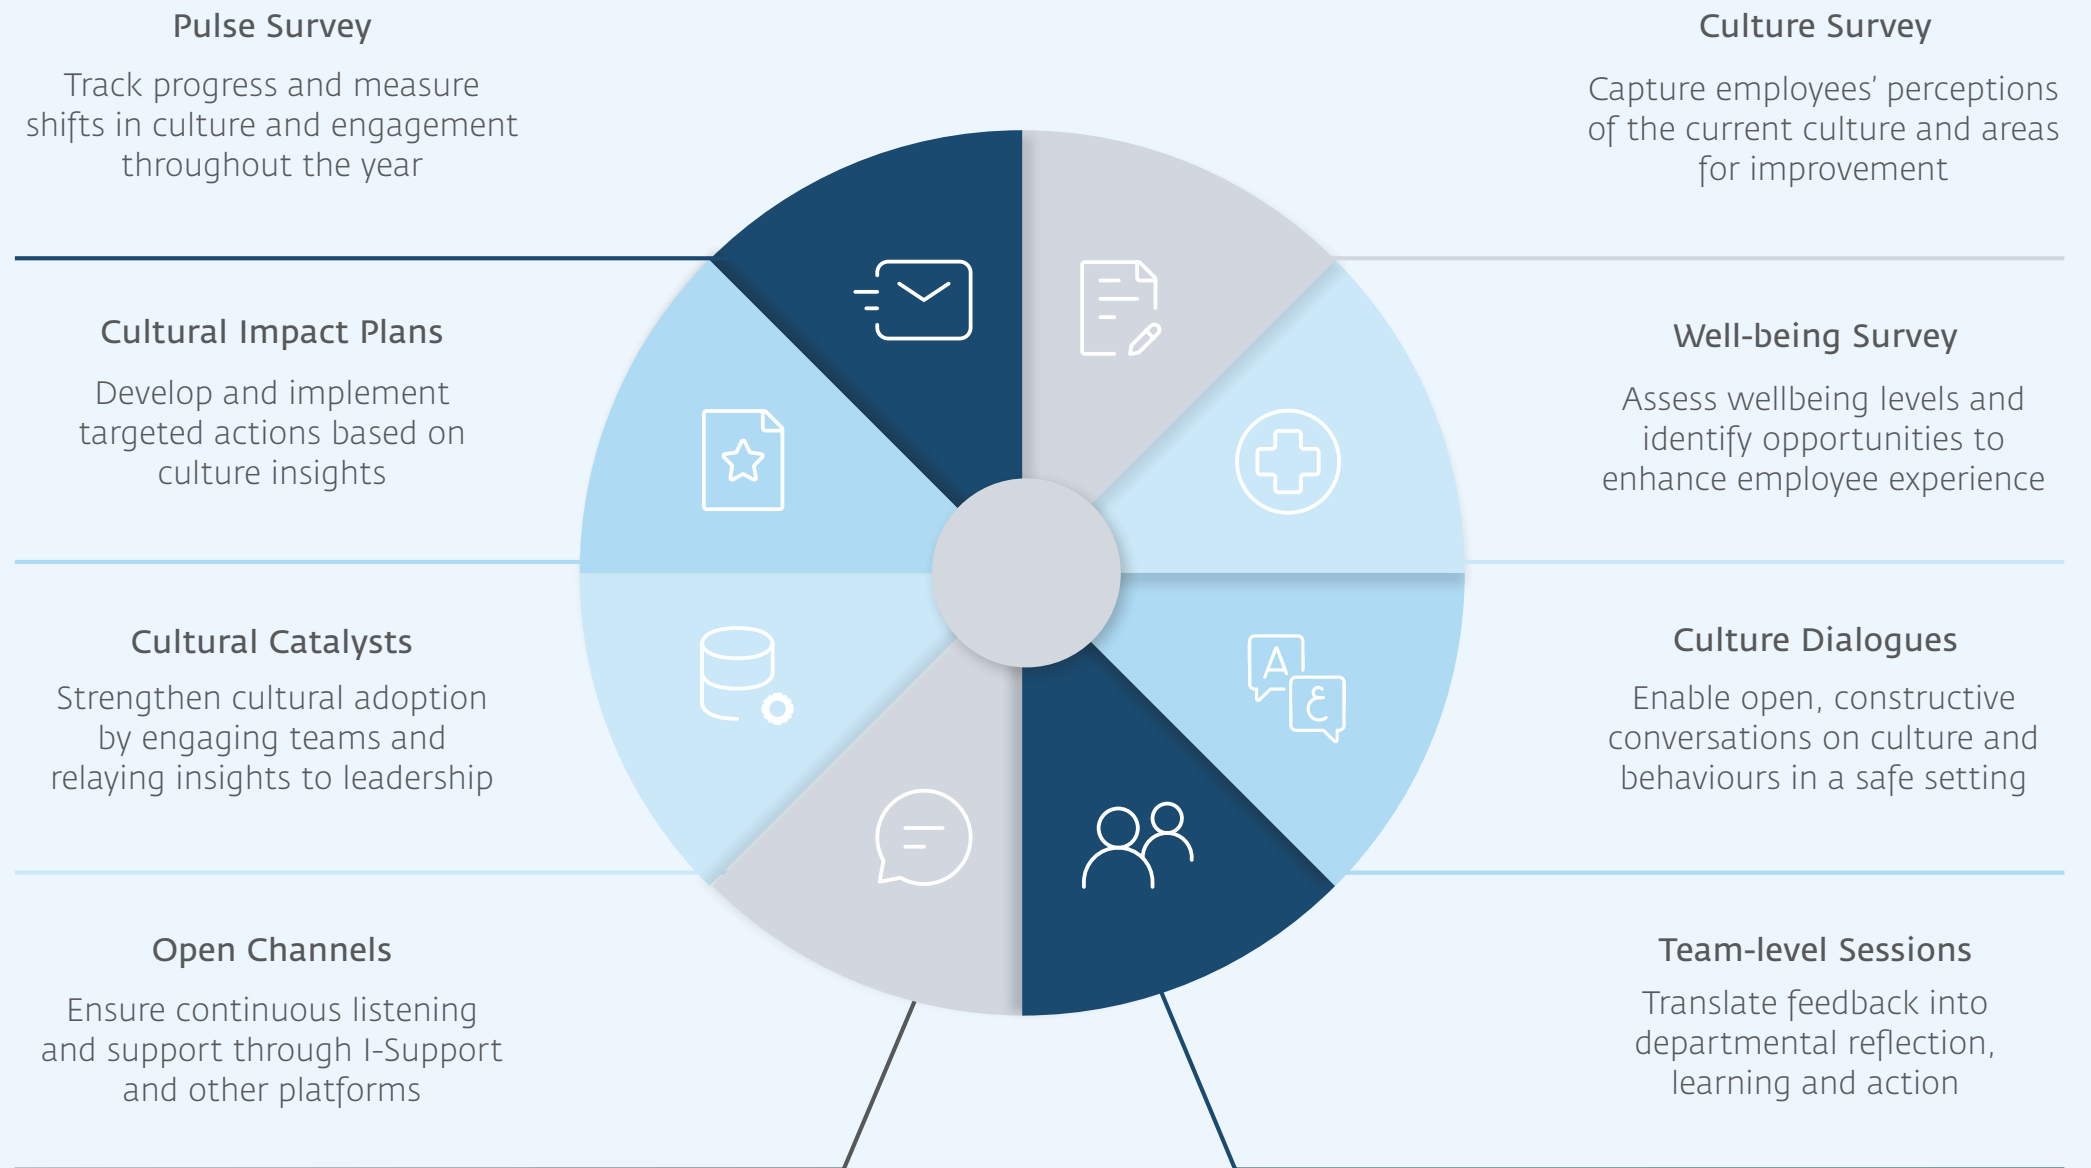 Pulse Survey
Track progress and measure
shifts in culture and engagement
throughout the year
Cultural Impact Plans
Develop and implement
targeted actions based on
culture insights
Cultural Catalysts
Strengthen cultural adoption
by engaging teams and
relaying insights to leadership
Open Channels
Ensure continuous listening
and support through I-Support
and other platforms
Culture Survey
Capture employees’ perceptions
of the current culture and areas
for improvement
Well-being Survey
Assess wellbeing levels and
identify opportunities to
enhance employee experience
Culture Dialogues
Enable open, constructive
conversations on culture and
behaviours in a safe setting
Team-level Sessions
Translate feedback into
departmental reflection,
learning and action
A
ع